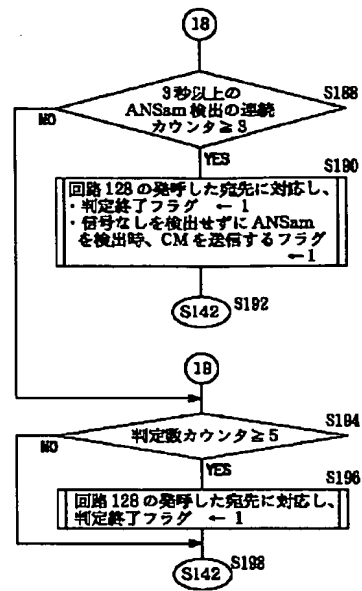 18
S188
3秒以上の
ANSam検出の連続
カウンタ≧3
NO
YES
S190
回路128の発呼した宛先に対応し、
・判定終了フラグ ←1
・信号なしを検出せずにANSam
を検出時、CMを送信するフラグ
←1
S142
S192
19
S194
判定数カウンタ≧5
NO
YES
S196
回路128の発呼した宛先に対応し、
判定終了フラグ ←1
S142
S198